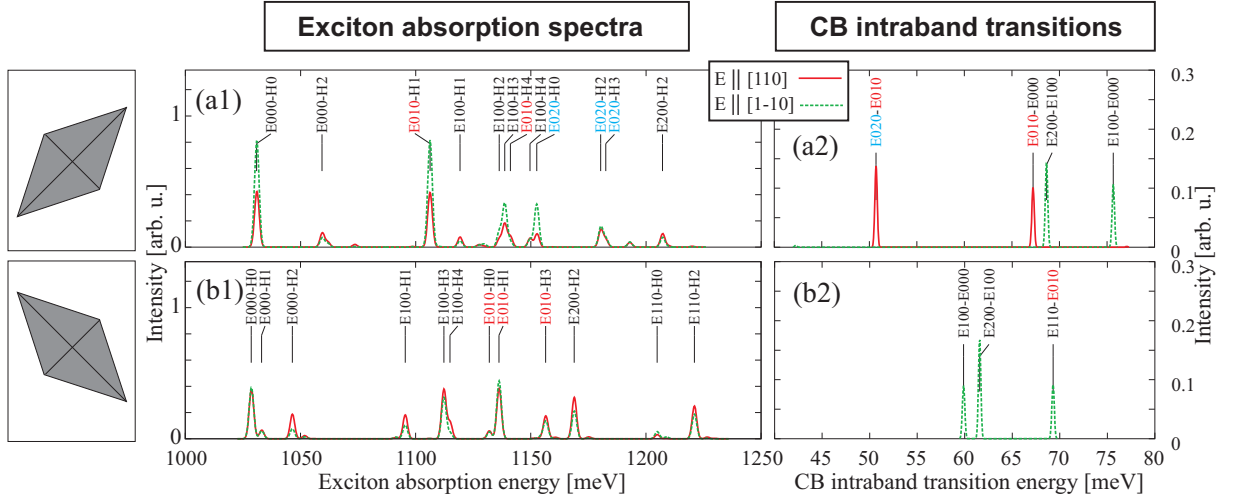 Exciton absorption spectra
CB intraband transitions
E || [110]
E || [1-10]
(a1)
E000-H0
E000-H2
E010-H1
E100-H1
E100-H2
E100-H3
E010-H4
E100-H4
E020-H0
E020-H2
E020-H3
E200-H2
1
0
Intensity [arb. u.]
(a2)
E020-E010
E010-E000
E200-E100
E100-E000
0.3
0.2
0.1
0
Intensity [arb. u.]
(b1)
E000-H0
E000-H1
E000-H2
E100-H1
E100-H3
E100-H4
E010-H0
E010-H1
E010-H3
E200-H2
E110-H0
E110-H2
1
0
Intensity [arb. u.]
1000 1050 1100 1150 1200 1250
Exciton absorption energy [meV]
(b2)
E100-E000
E200-E100
E110-E010
0.3
0.2
0.1
0
Intensity [arb. u.]
45 50 55 60 65 70 75 80
CB intraband transition energy [meV]